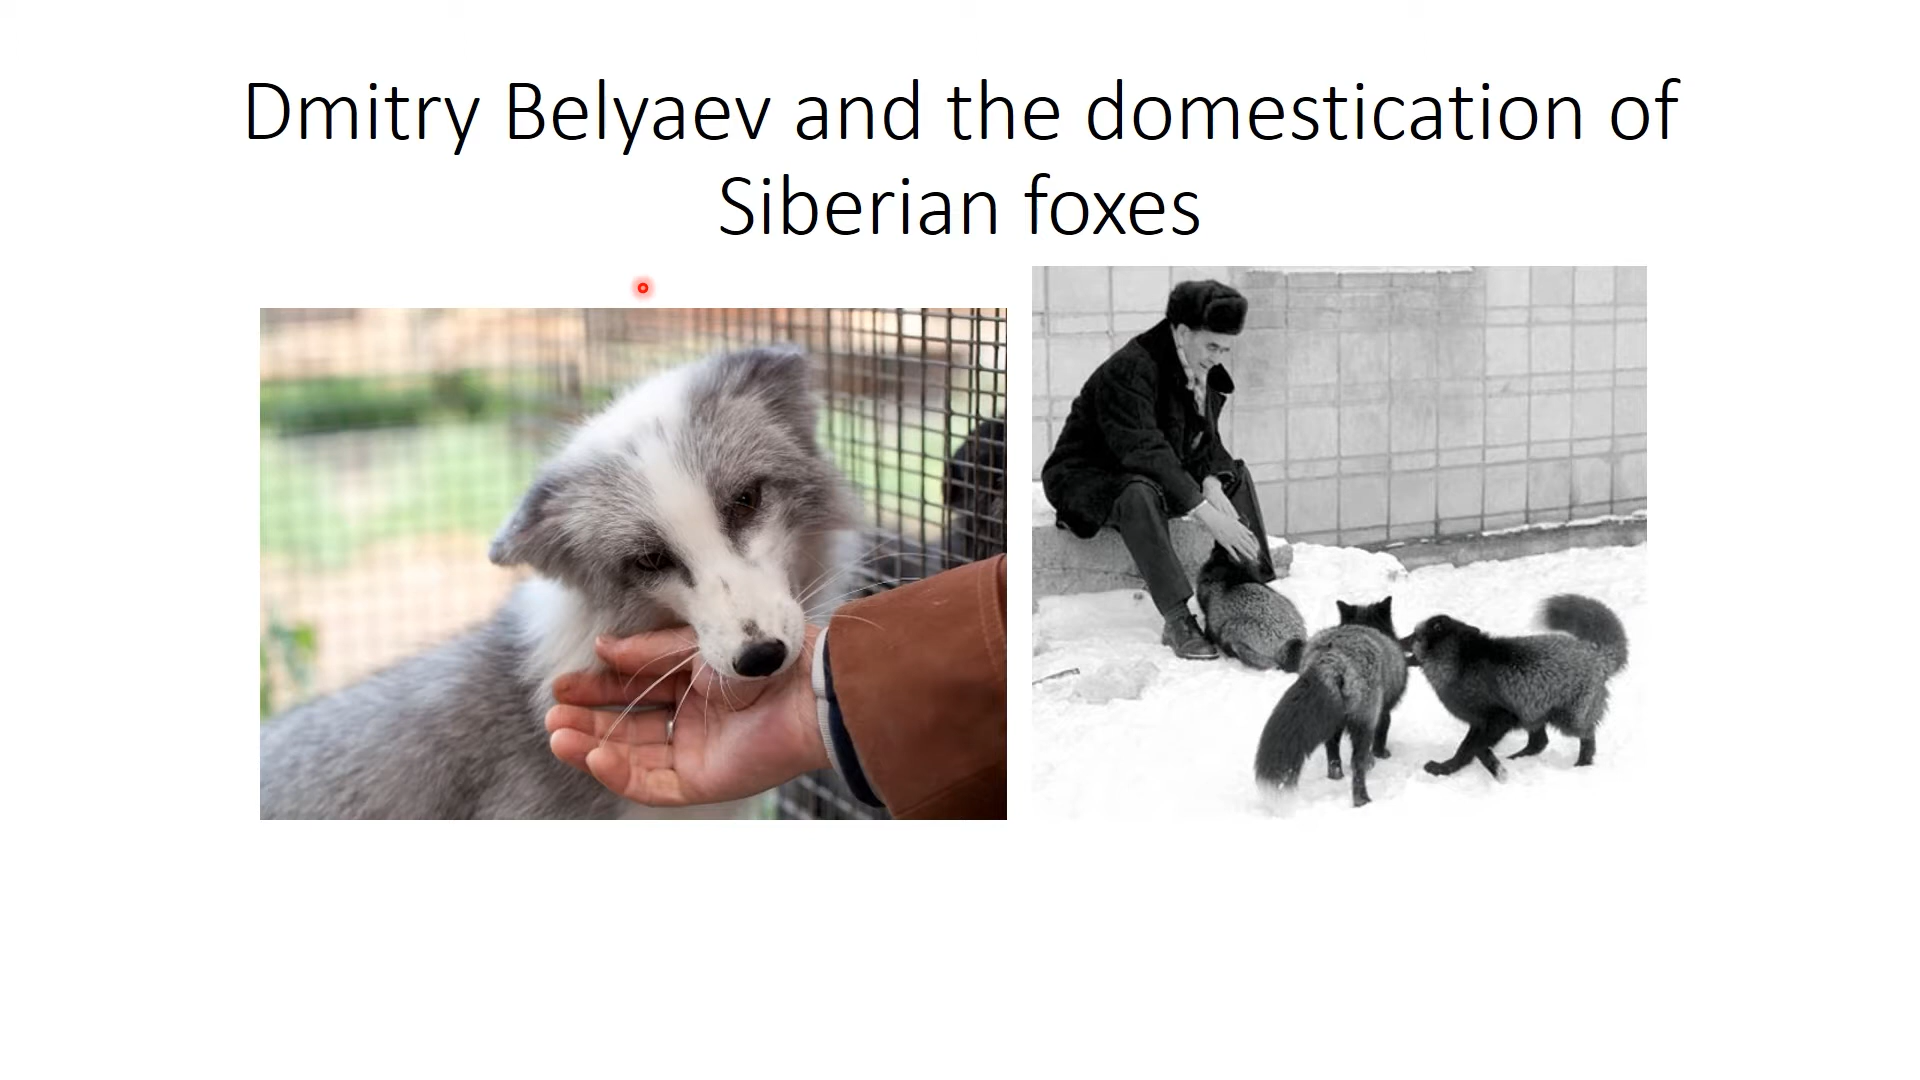 Dmitry Belyaev and the domestication of
Siberian foxes